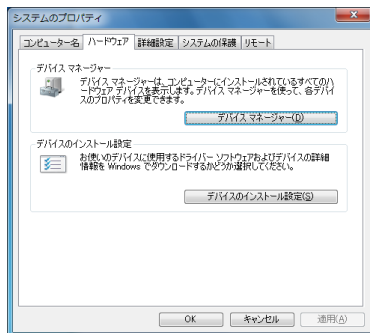 システムのプロパティ
コンピューター名 ハードウェア 詳細設定 システムの保護 リモート
デバイス マネージャー
デバイス マネージャーは、コンピューターにインストールされているすべてのハ
ードウェア デバイスを表示します。デバイス マネージャーを使って、各デバイ
スのプロパティを変更できます。
デバイス マネージャー(D)
デバイスのインストール設定
お使いのデバイスに使用するドライバー ソフトウェアおよびデバイスの詳細
情報を Windows でダウンロードするかどうか選択してください。
デバイスのインストール設定(S)
OK キャンセル 適用(A)